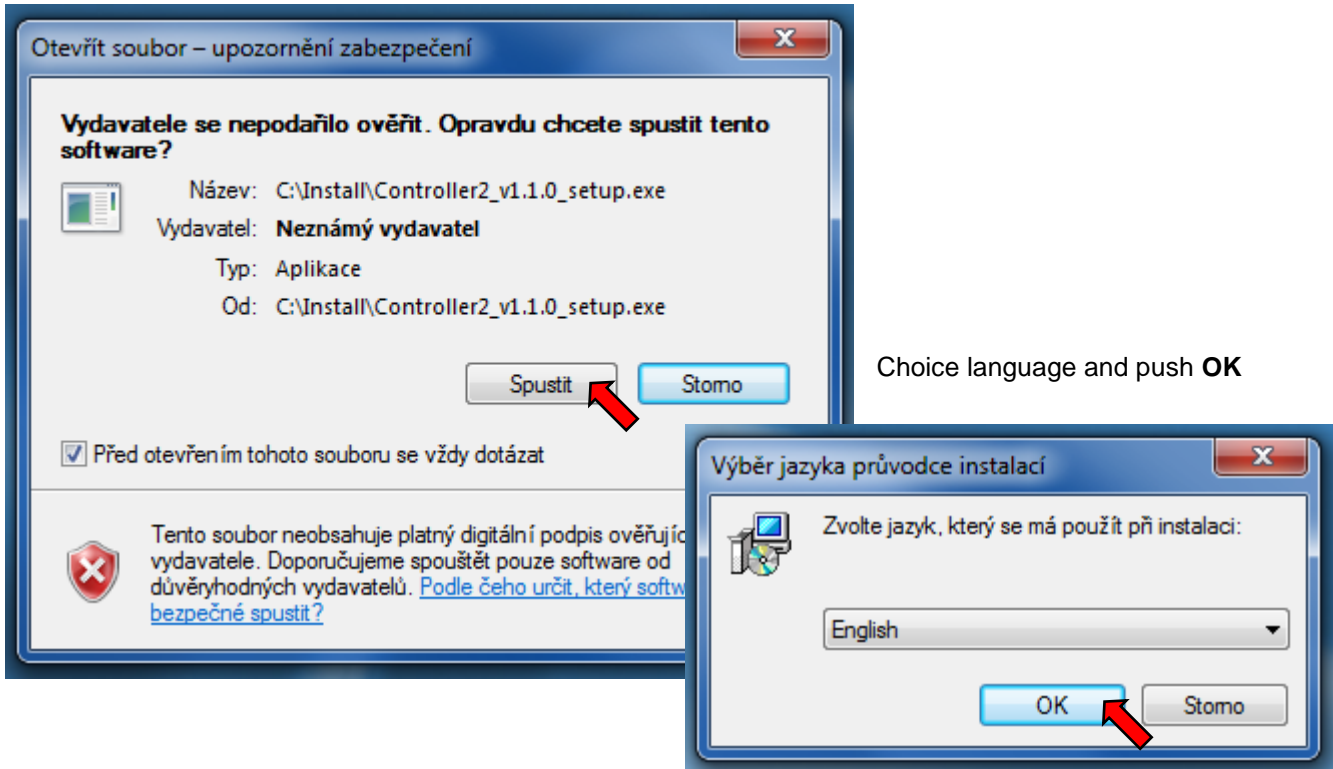 Otevřít soubor – upozornění zabezpečení
Vydavatele se nepodařilo ověřit. Opravdu chcete spustit tento
software?
Název: C:\Install\Controller2_v1.1.0_setup.exe
Vydavatel: Neznámý vydavatel
Typ: Aplikace
Od: C:\Install\Controller2_v1.1.0_setup.exe
Spustit Storno
Před otevřením tohoto souboru se vždy dotázat
Tento soubor neobsahuje platný digitální podpis
vydavatele. Doporučujeme spouštět pouze software od
důvěryhodných vydavatelů. Podle čeho určit, který
bezpečné spustit?
Choice language and push OK
Výběr jazyka průvodce instalací
Zvolte jazyk, který se má použít při instalaci:
English
OK Storno